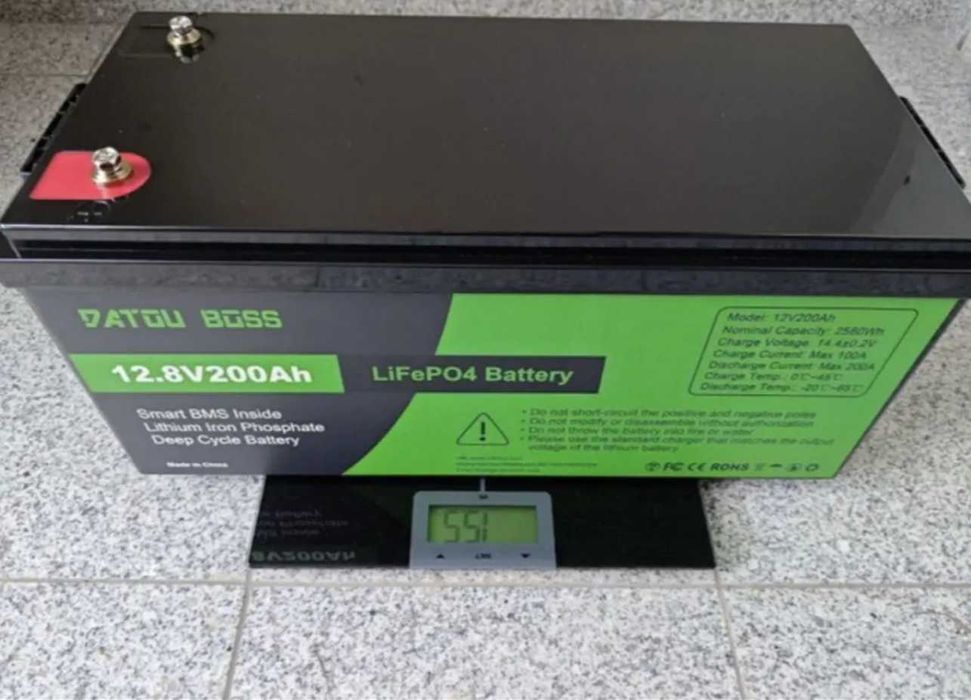 DATOU BOSS
12.8V200Ah
LiFePO4 Battery
Smart BMS Inside
Lithium Iron Phosphate
Deep Cycle Battery
Made in China
Model: 12V200Ah
Nominal Capacity: 2560Wh
Charge Voltage: 14.4±0.2V
Charge Current: Max 100A
Discharge Current: Max 200A
Charge Temp.: 0℃~45℃
Discharge Temp.: -20℃~65℃
• Do not short-circuit the positive and negative poles
• Do not modify or disassemble without authorization
• Do not throw the battery into fire or water
• Please use the standard charger that matches the output
voltage of the lithium battery
FC CE ROHS
SET